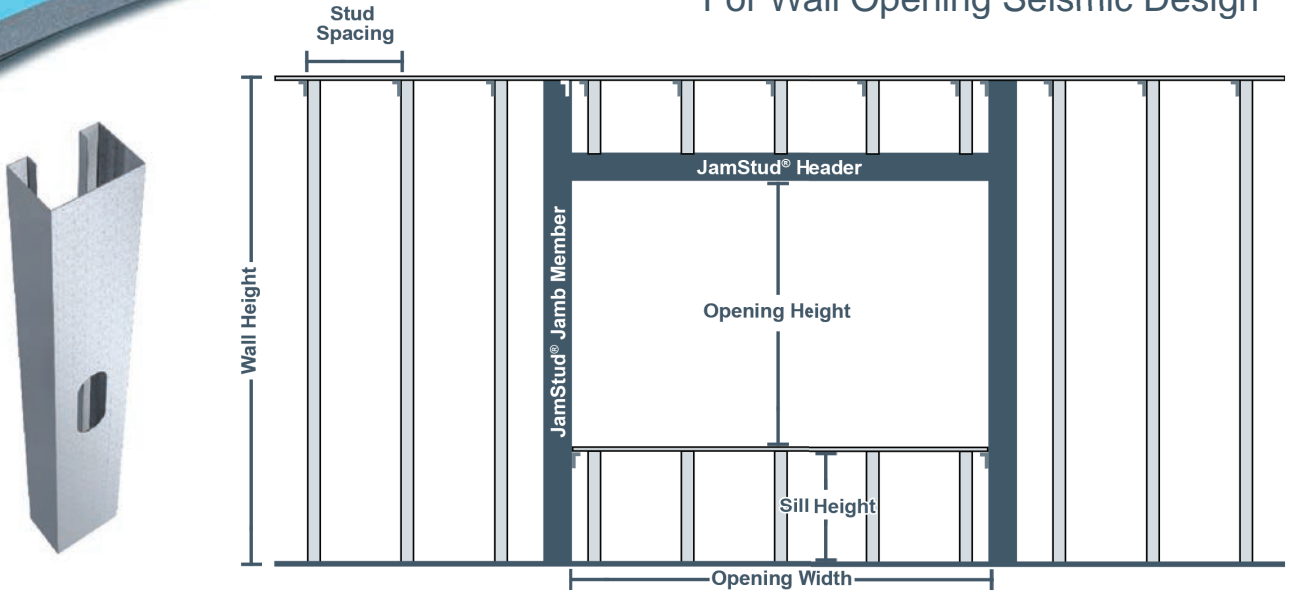 For Wall Opening Seismic Design
Stud
Spacing
JamStud® Header
JamStud® Jamb Member
Wall Height
Opening Height
Sill Height
Opening Width